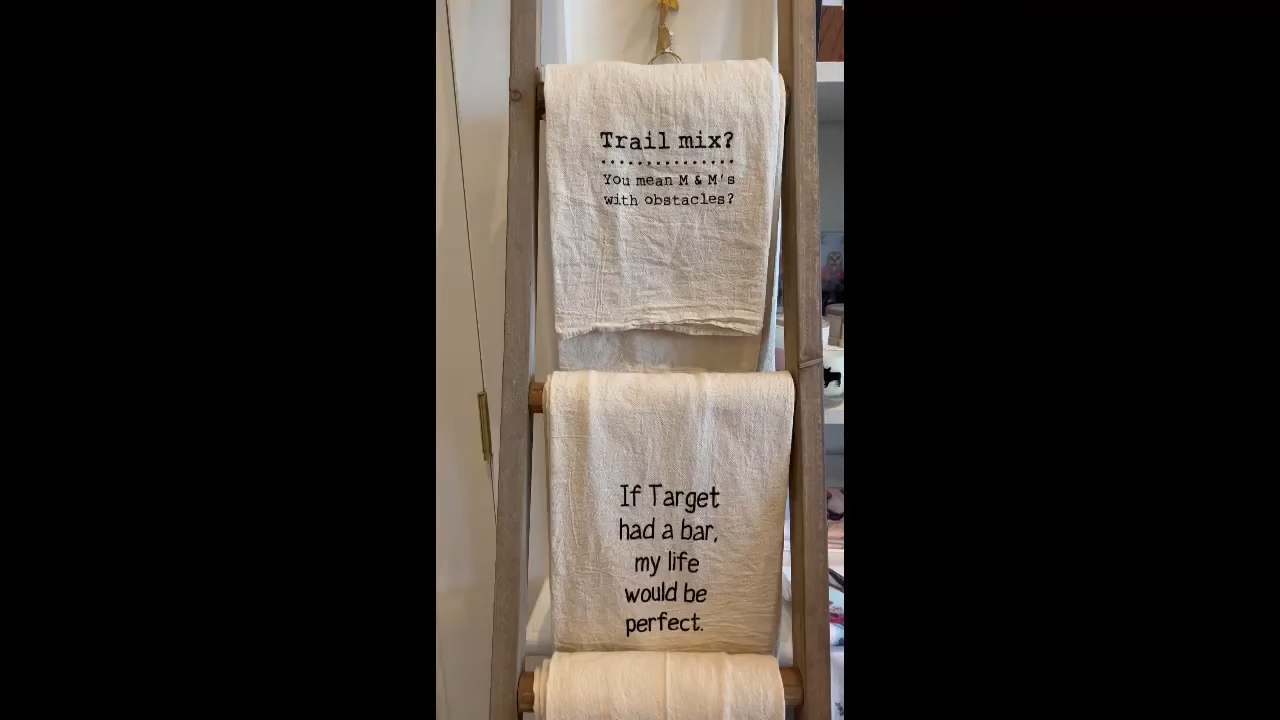 Trail mix?
You mean M & M's
with obstacles?
If Target
had a bar,
my life
would be
perfect.